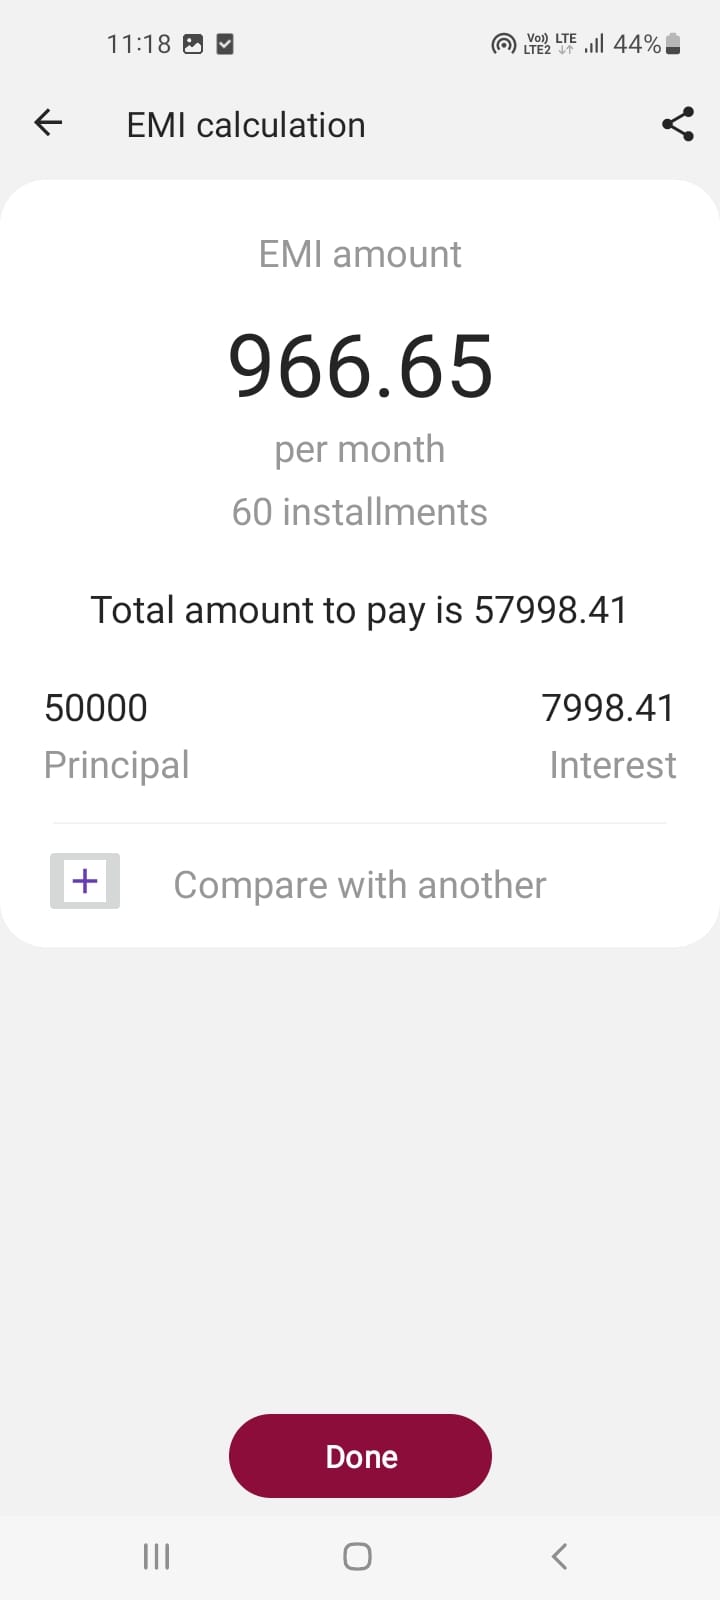 11:18 Vo)) LTE LTE2 44%
EMI calculation
EMI amount
966.65
per month
60 installments
Total amount to pay is 57998.41
50000 7998.41
Principal Interest
+ Compare with another
Done